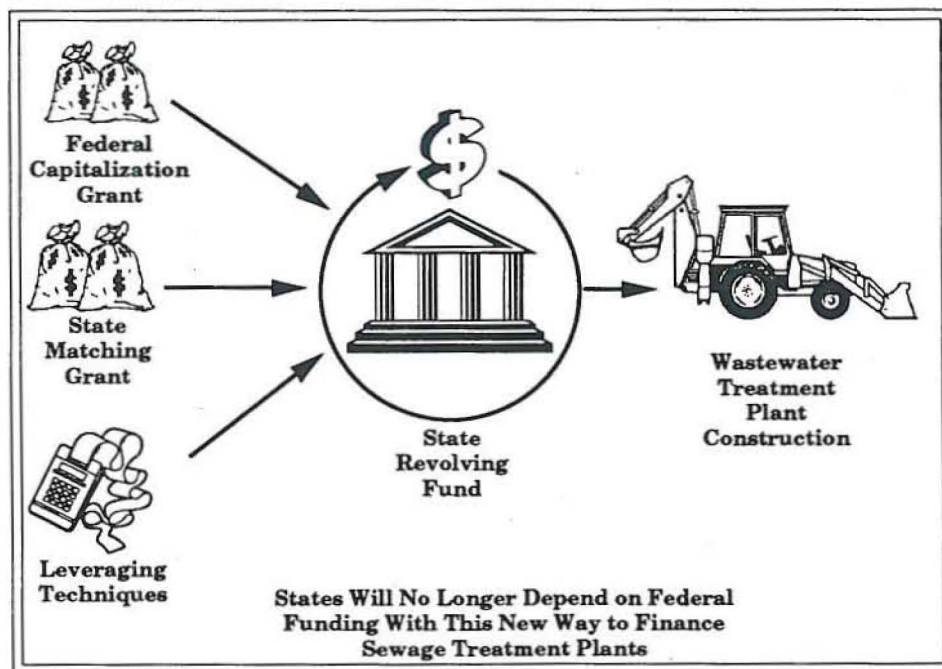 Federal
Capitalization
Grant
State
Matching
Grant
Leveraging
Techniques
$
State
Revolving
Fund
Wastewater
Treatment
Plant
Construction
States Will No Longer Depend on Federal
Funding With This New Way to Finance
Sewage Treatment Plants